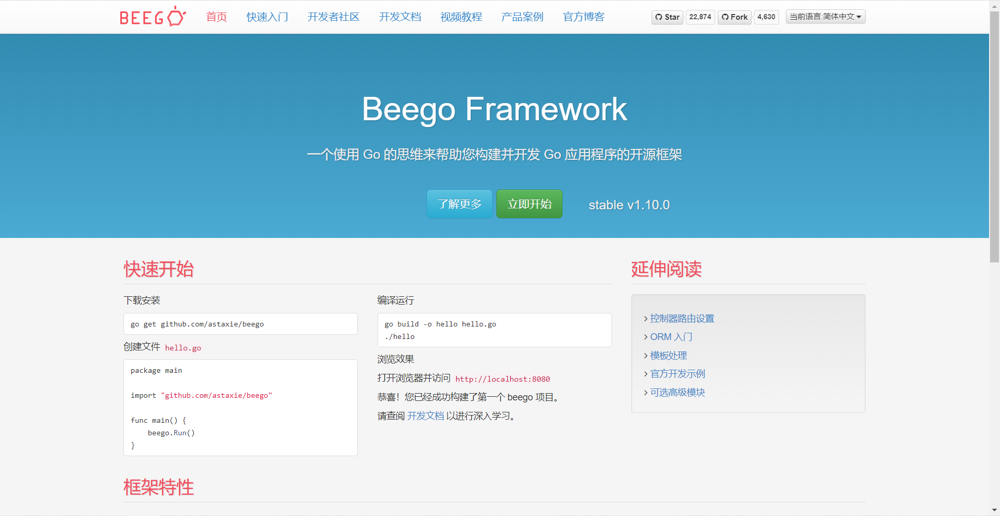 BEEGO 首页 快速入门 开发者社区 开发文档 视频教程 产品案例 官方博客 Star 22,874 Fork 4,630 当前语言:简体中文
Beego Framework
一个使用 Go 的思维来帮助您构建并开发 Go 应用程序的开源框架
了解更多 立即开始 stable v1.10.0
快速开始
下载安装
go get github.com/astaxie/beego
创建文件 hello.go
package main
import "github.com/astaxie/beego"
func main() {
    beego.Run()
}
编译运行
go build -o hello hello.go
./hello
浏览效果
打开浏览器并访问 http://localhost:8080
恭喜！您已经成功构建了第一个 beego 项目。
请查阅 开发文档 以进行深入学习。
延伸阅读
控制器路由设置
ORM 入门
模板处理
官方开发示例
可选高级模块
框架特性